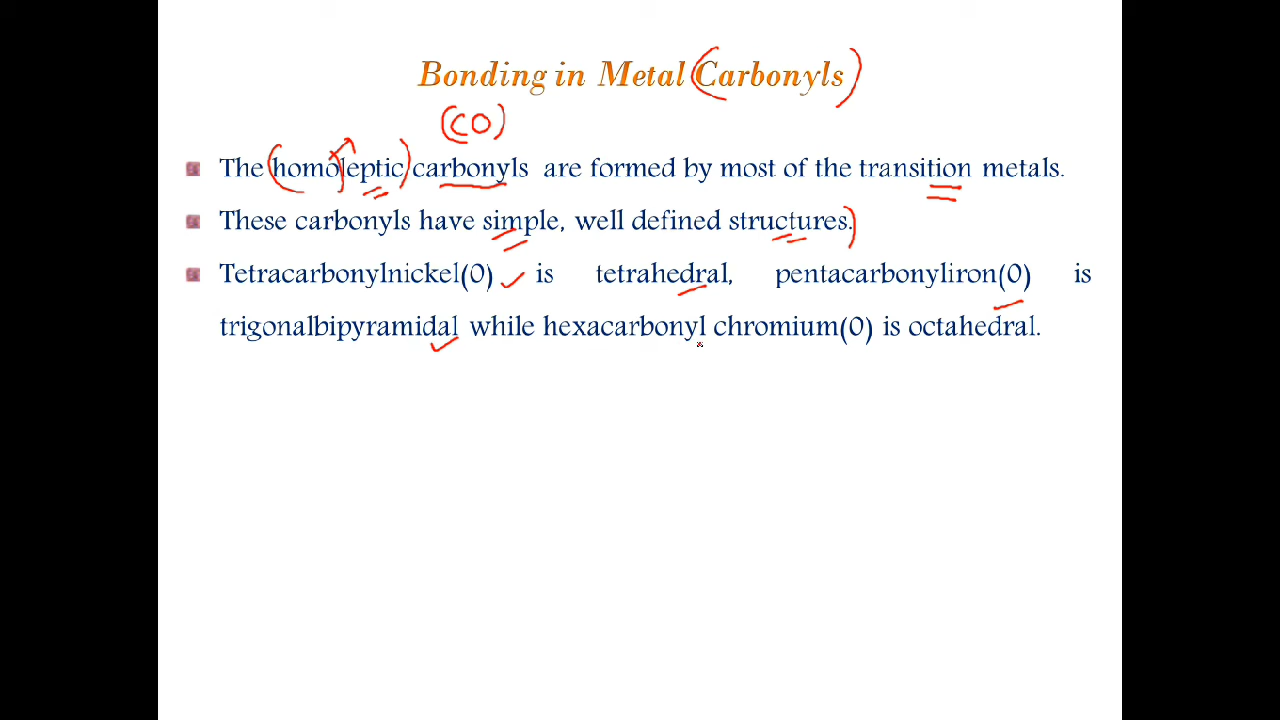 Bonding in Metal Carbonyls
(CO)
The homoleptic carbonyls are formed by most of the transition metals.
These carbonyls have simple, well defined structures.
Tetracarbonylnickel(0) is tetrahedral, pentacarbonyliron(0) is
trigonalbipyramidal while hexacarbonyl chromium(0) is octahedral.